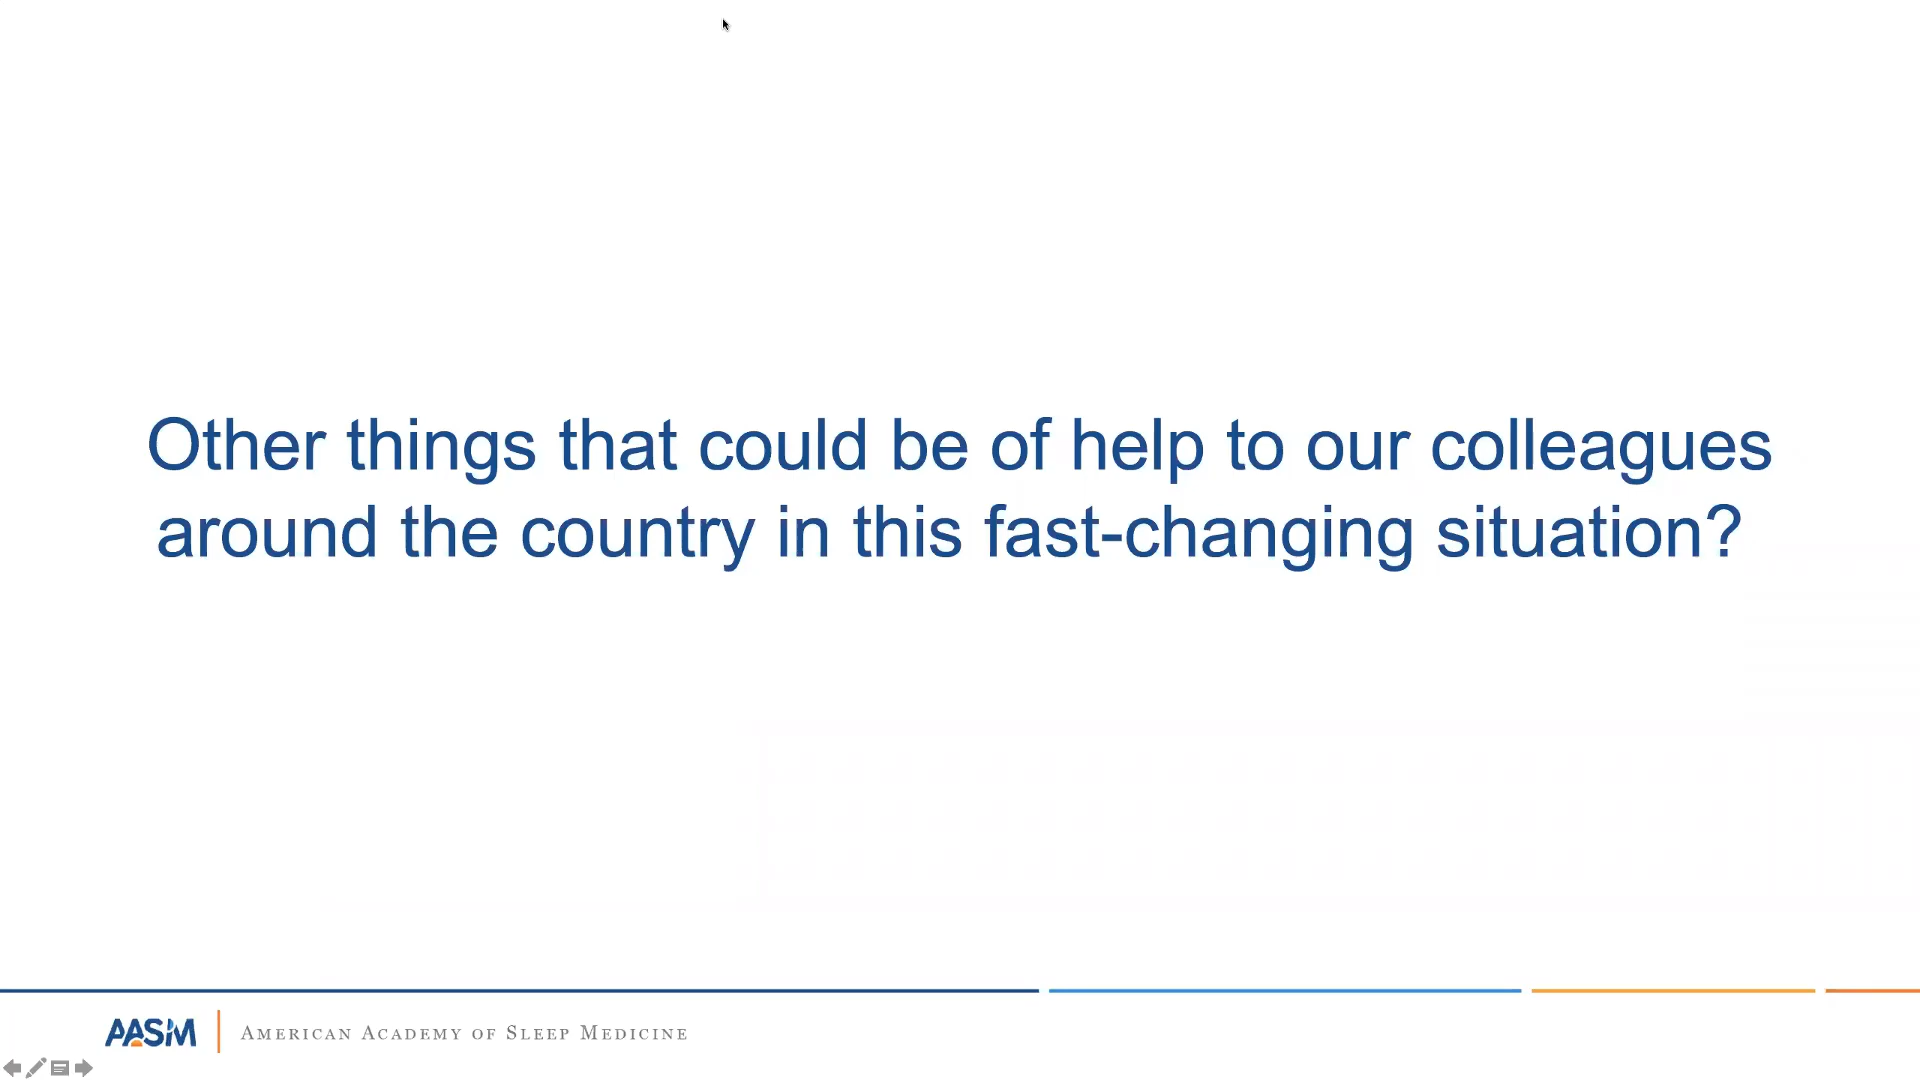 Other things that could be of help to our colleagues
around the country in this fast-changing situation?
AASM
American Academy of Sleep Medicine